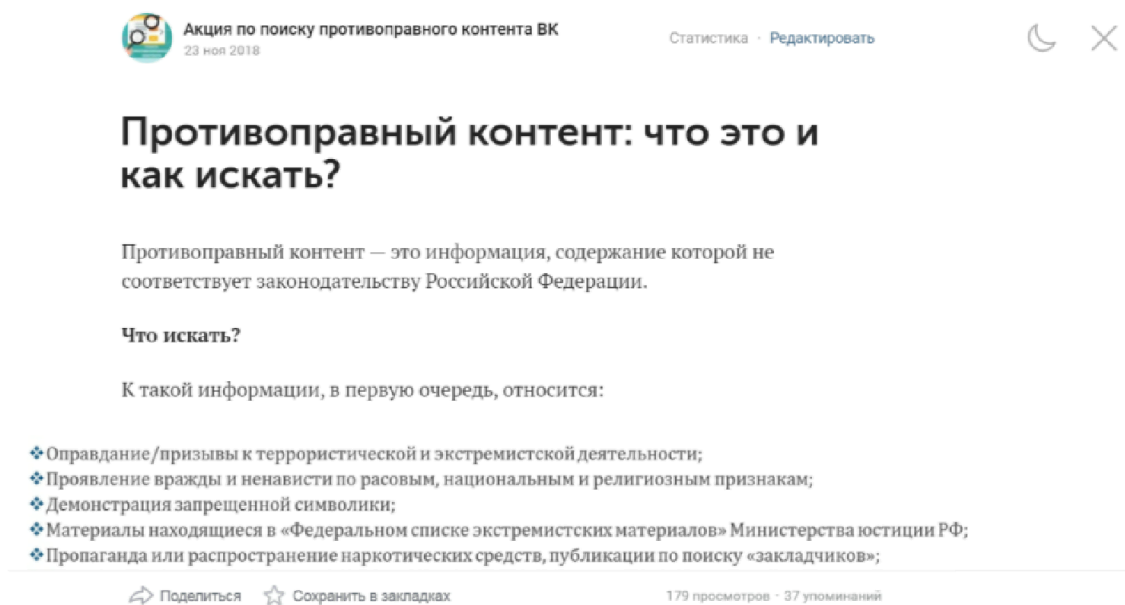 Акция по поиску противоправного контента ВК
23 ноя 2018
Статистика · Редактировать
Противоправный контент: что это и
как искать?
Противоправный контент — это информация, содержание которой не
соответствует законодательству Российской Федерации.
Что искать?
К такой информации, в первую очередь, относится:
❖Оправдание/призывы к террористической и экстремистской деятельности;
❖Проявление вражды и ненависти по расовым, национальным и религиозным признакам;
❖Демонстрация запрещенной символики;
❖Материалы находящиеся в «Федеральном списке экстремистских материалов» Министерства юстиции РФ;
❖Пропаганда или распространение наркотических средств, публикации по поиску «закладчиков»;
Поделиться Сохранить в закладках 179 просмотров · 37 упоминаний